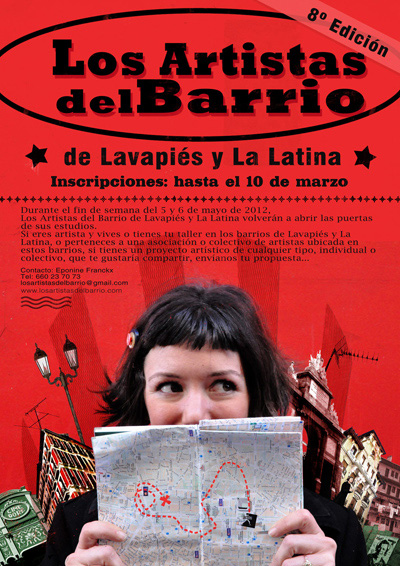 8º Edición
Los Artistas
del Barrio
de Lavapiés y La Latina
Inscripciones: hasta el 10 de marzo
Durante el fin de semana del 5 y 6 de mayo de 2012,
Los Artistas del Barrio de Lavapiés y La Latina volverán a abrir las puertas
de sus estudios.
Si eres artista y vives o tienes tu taller en los barrios de Lavapiés y La
Latina, o perteneces a una asociación o colectivo de artistas ubicada en
estos barrios, si tienes un proyecto artístico de cualquier tipo, individual o
colectivo, que te gustaría compartir, envíanos tu propuesta...
Contacto: Eponine Franckx
Tel: 660 23 70 73
losartistasdelbarrio@gmail.com
www.losartistasdelbarrio.com
CINE
DORÉ